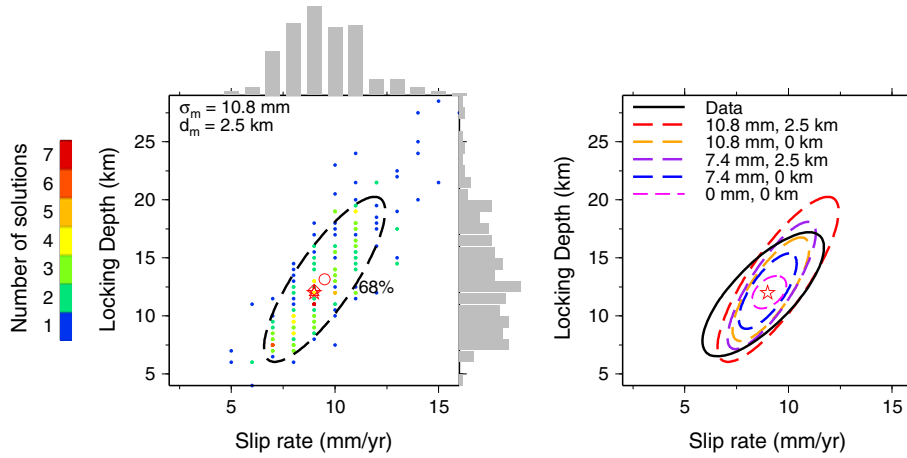 Number of solutions
7
6
5
4
3
2
1
Locking Depth (km)
25
20
15
10
5
σm = 10.8 mm
dm = 2.5 km
68%
5 10 15
Slip rate (mm/yr)
Locking Depth (km)
25
20
15
10
5
Data
10.8 mm, 2.5 km
10.8 mm, 0 km
7.4 mm, 2.5 km
7.4 mm, 0 km
0 mm, 0 km
5 10 15
Slip rate (mm/yr)